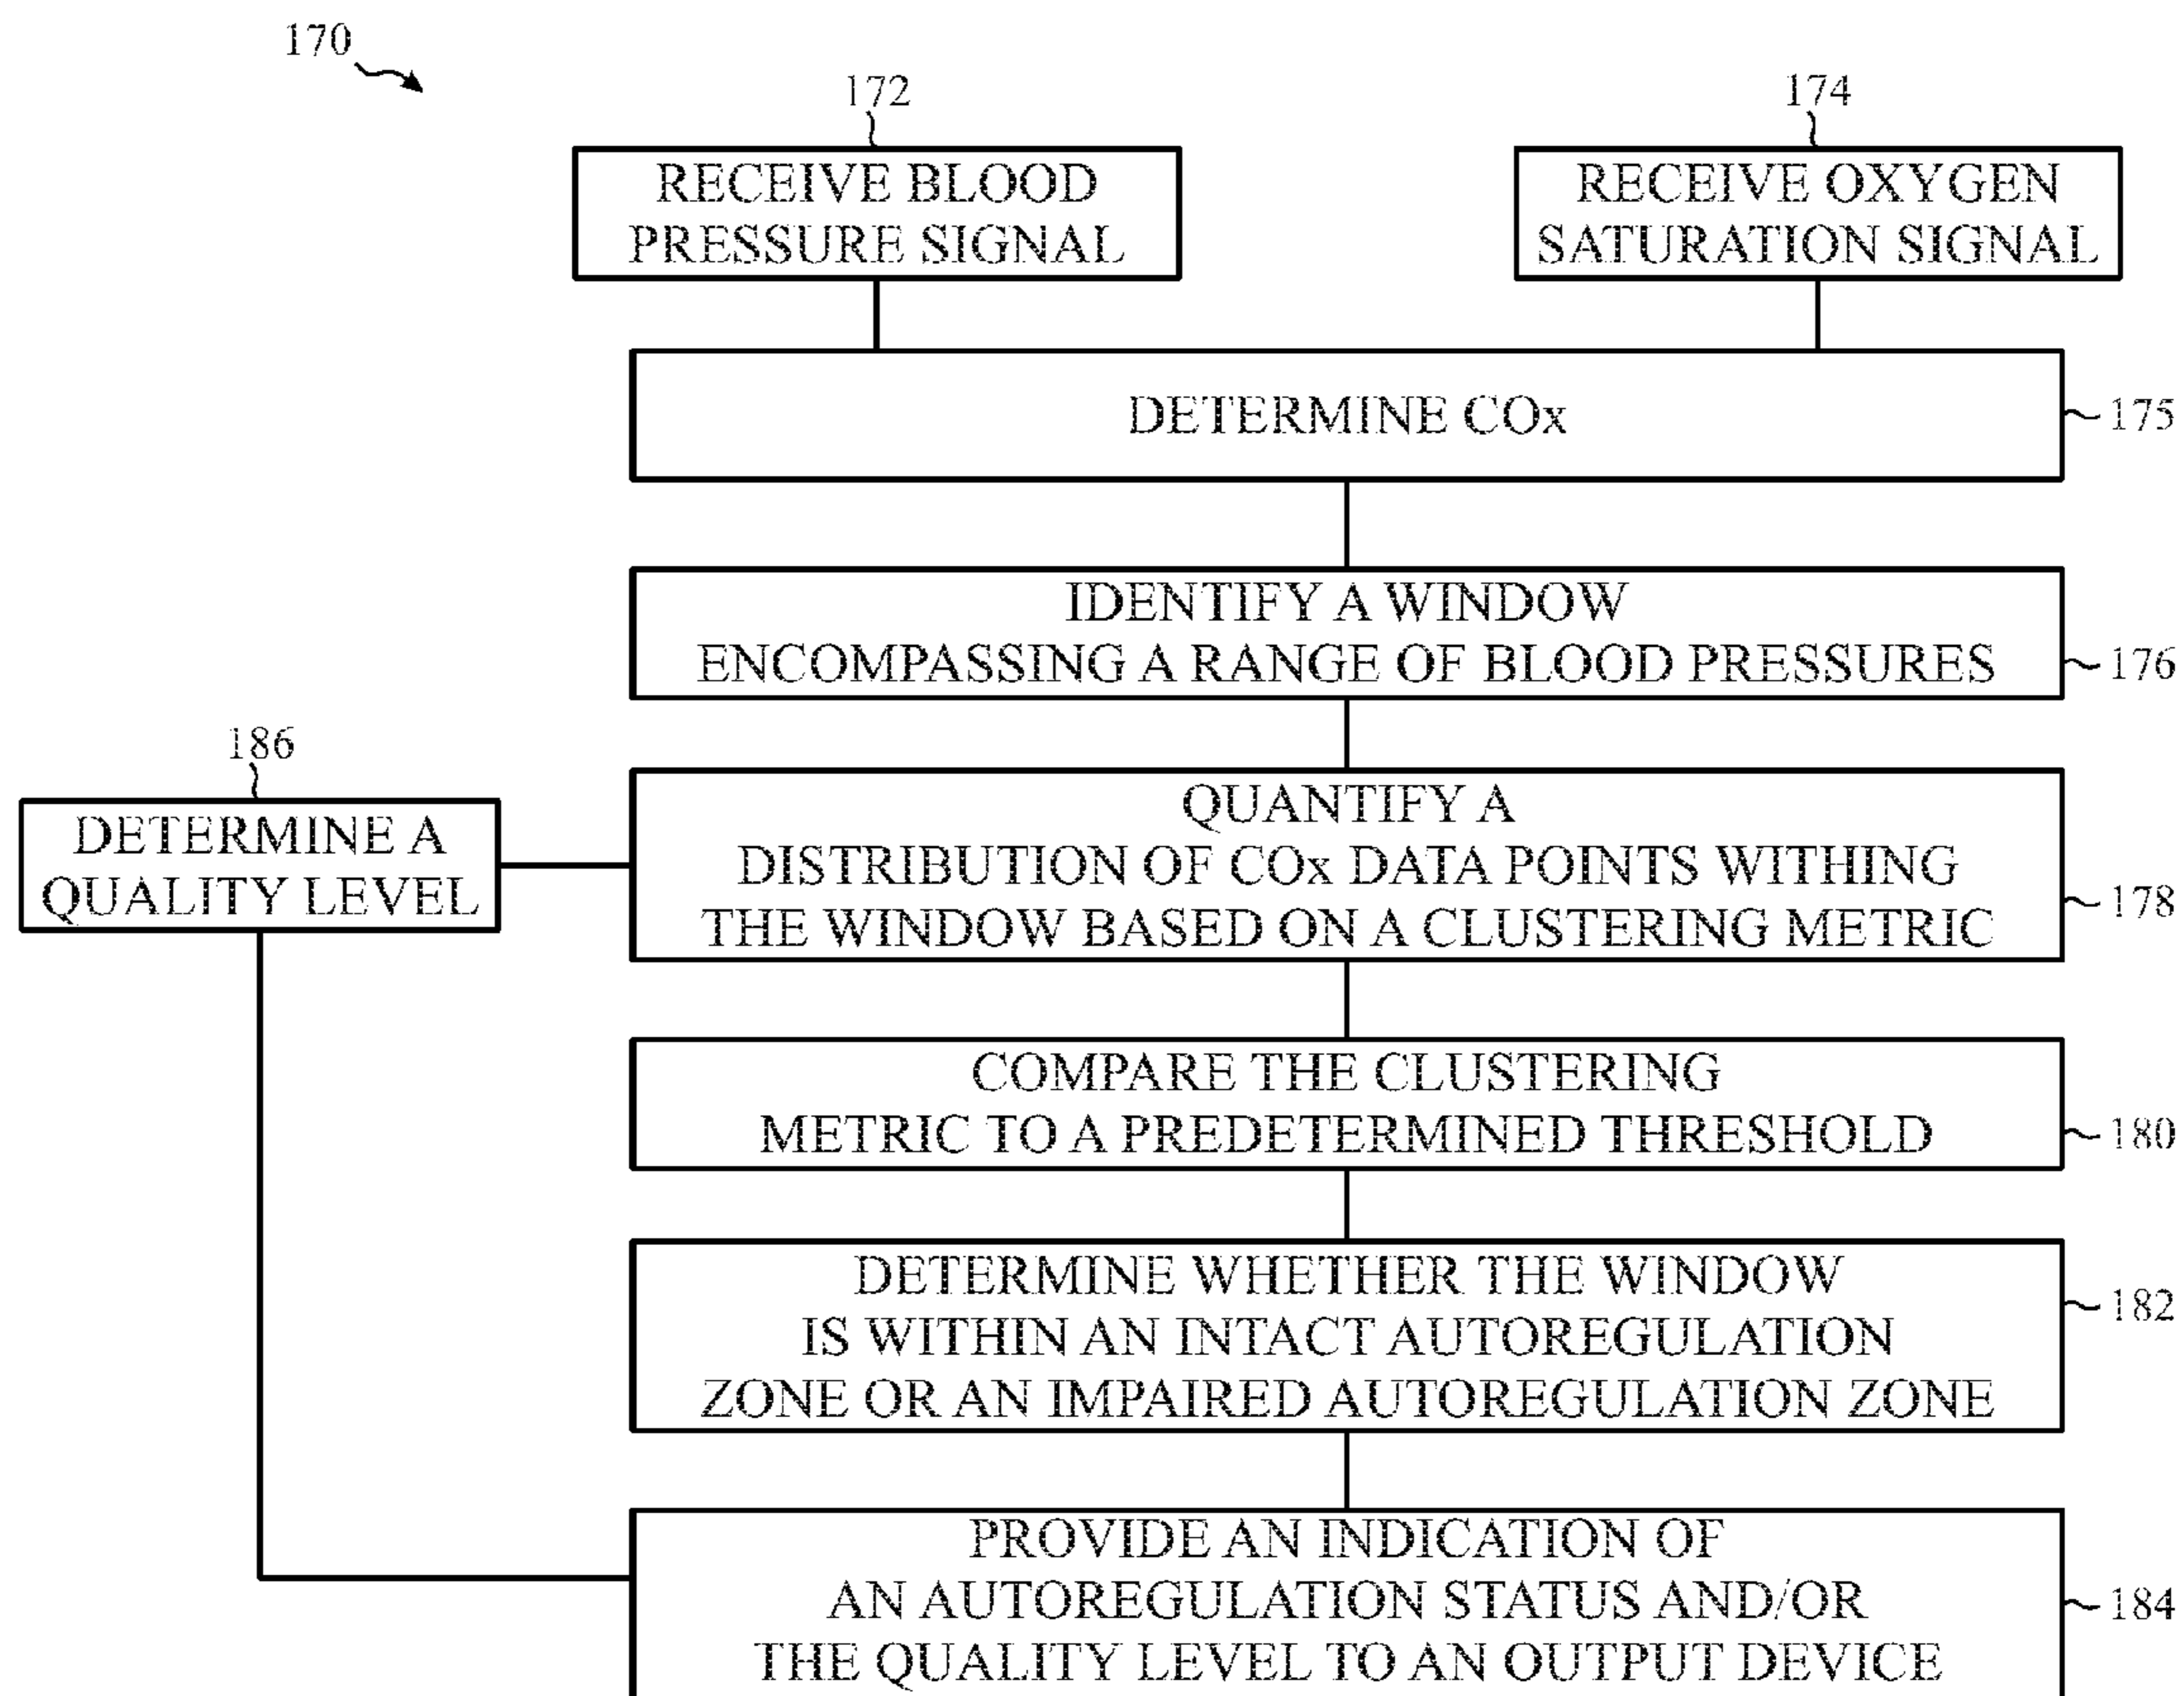 170
172
RECEIVE BLOOD
PRESSURE SIGNAL
174
RECEIVE OXYGEN
SATURATION SIGNAL
DETERMINE COx
175
IDENTIFY A WINDOW
ENCOMPASSING A RANGE OF BLOOD PRESSURES
176
186
DETERMINE A
QUALITY LEVEL
QUANTIFY A
DISTRIBUTION OF COx DATA POINTS WITHING
THE WINDOW BASED ON A CLUSTERING METRIC
178
COMPARE THE CLUSTERING
METRIC TO A PREDETERMINED THRESHOLD
180
DETERMINE WHETHER THE WINDOW
IS WITHIN AN INTACT AUTOREGULATION
ZONE OR AN IMPAIRED AUTOREGULATION ZONE
182
PROVIDE AN INDICATION OF
AN AUTOREGULATION STATUS AND/OR
THE QUALITY LEVEL TO AN OUTPUT DEVICE
184